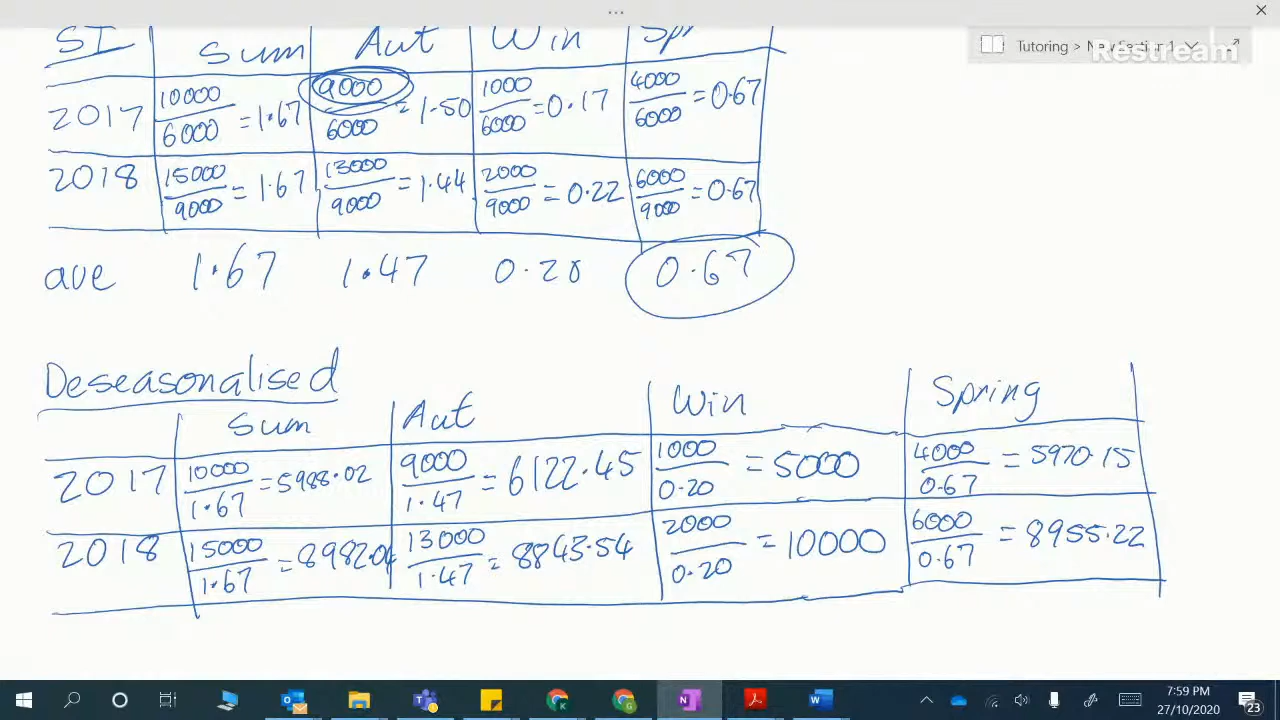 Tutoring > New Section 1
Restream
SI Sum Aut Win Spr
2017 10000/6000 = 1.67 9000/6000 = 1.50 1000/6000 = 0.17 4000/6000 = 0.67
2018 15000/9000 = 1.67 13000/9000 = 1.44 2000/9000 = 0.22 6000/9000 = 0.67
ave 1.67 1.47 0.20 0.67
Deseasonalised
Sum Aut Win Spring
2017 10000/1.67 = 5988.02 9000/1.47 = 6122.45 1000/0.20 = 5000 4000/0.67 = 5970.15
2018 15000/1.67 = 8982.04 13000/1.47 = 8843.54 2000/0.20 = 10000 6000/0.67 = 8955.22
7:59 PM
27/10/2020
23